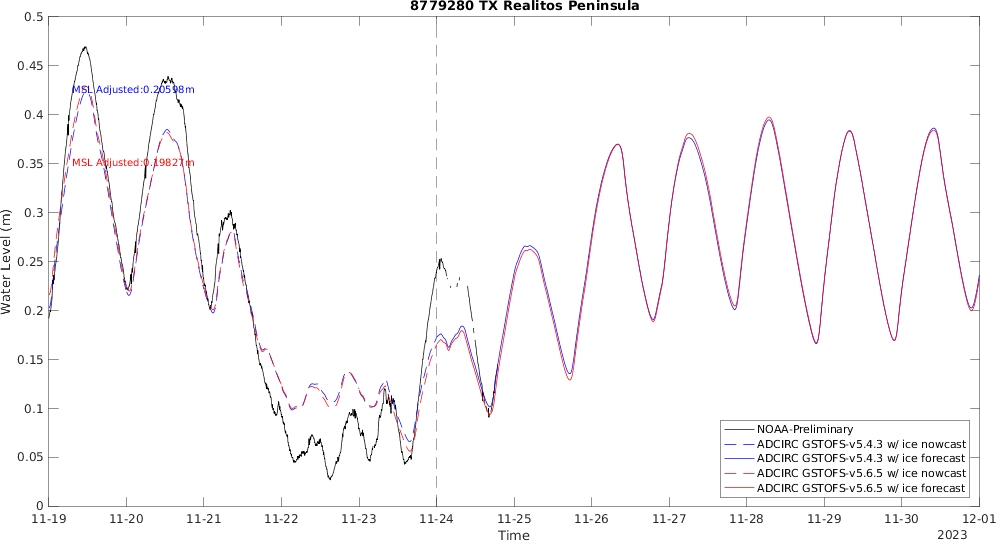 8779280 TX Realitos Peninsula
0.5
0.45
0.4
0.35
0.3
0.25
0.2
0.15
0.1
0.05
0
Water Level (m)
MSL Adjusted:0.20598m
MSL Adjusted:0.19827m
NOAA-Preliminary
ADCIRC GSTOFS-v5.4.3 w/ ice nowcast
ADCIRC GSTOFS-v5.4.3 w/ ice forecast
ADCIRC GSTOFS-v5.6.5 w/ ice nowcast
ADCIRC GSTOFS-v5.6.5 w/ ice forecast
11-19 11-20 11-21 11-22 11-23 11-24 11-25 11-26 11-27 11-28 11-29 11-30 12-01
Time
2023